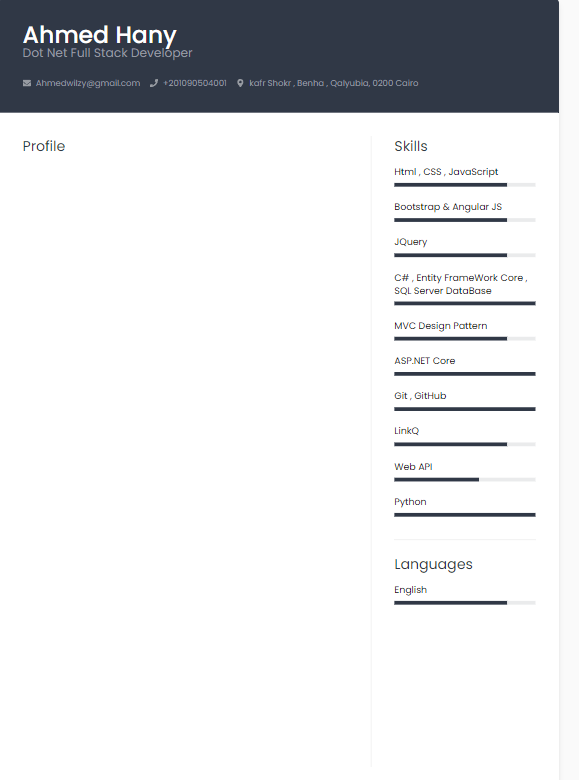 Ahmed Hany
Dot Net Full Stack Developer
Ahmedwilzy@gmail.com +201090504001 kafr Shokr , Benha , Qalyubia, 0200 Cairo
Profile
Skills
Html , CSS , JavaScript
Bootstrap & Angular JS
JQuery
C# , Entity FrameWork Core ,
SQL Server DataBase
MVC Design Pattern
ASP.NET Core
Git , GitHub
LinkQ
Web API
Python
Languages
English